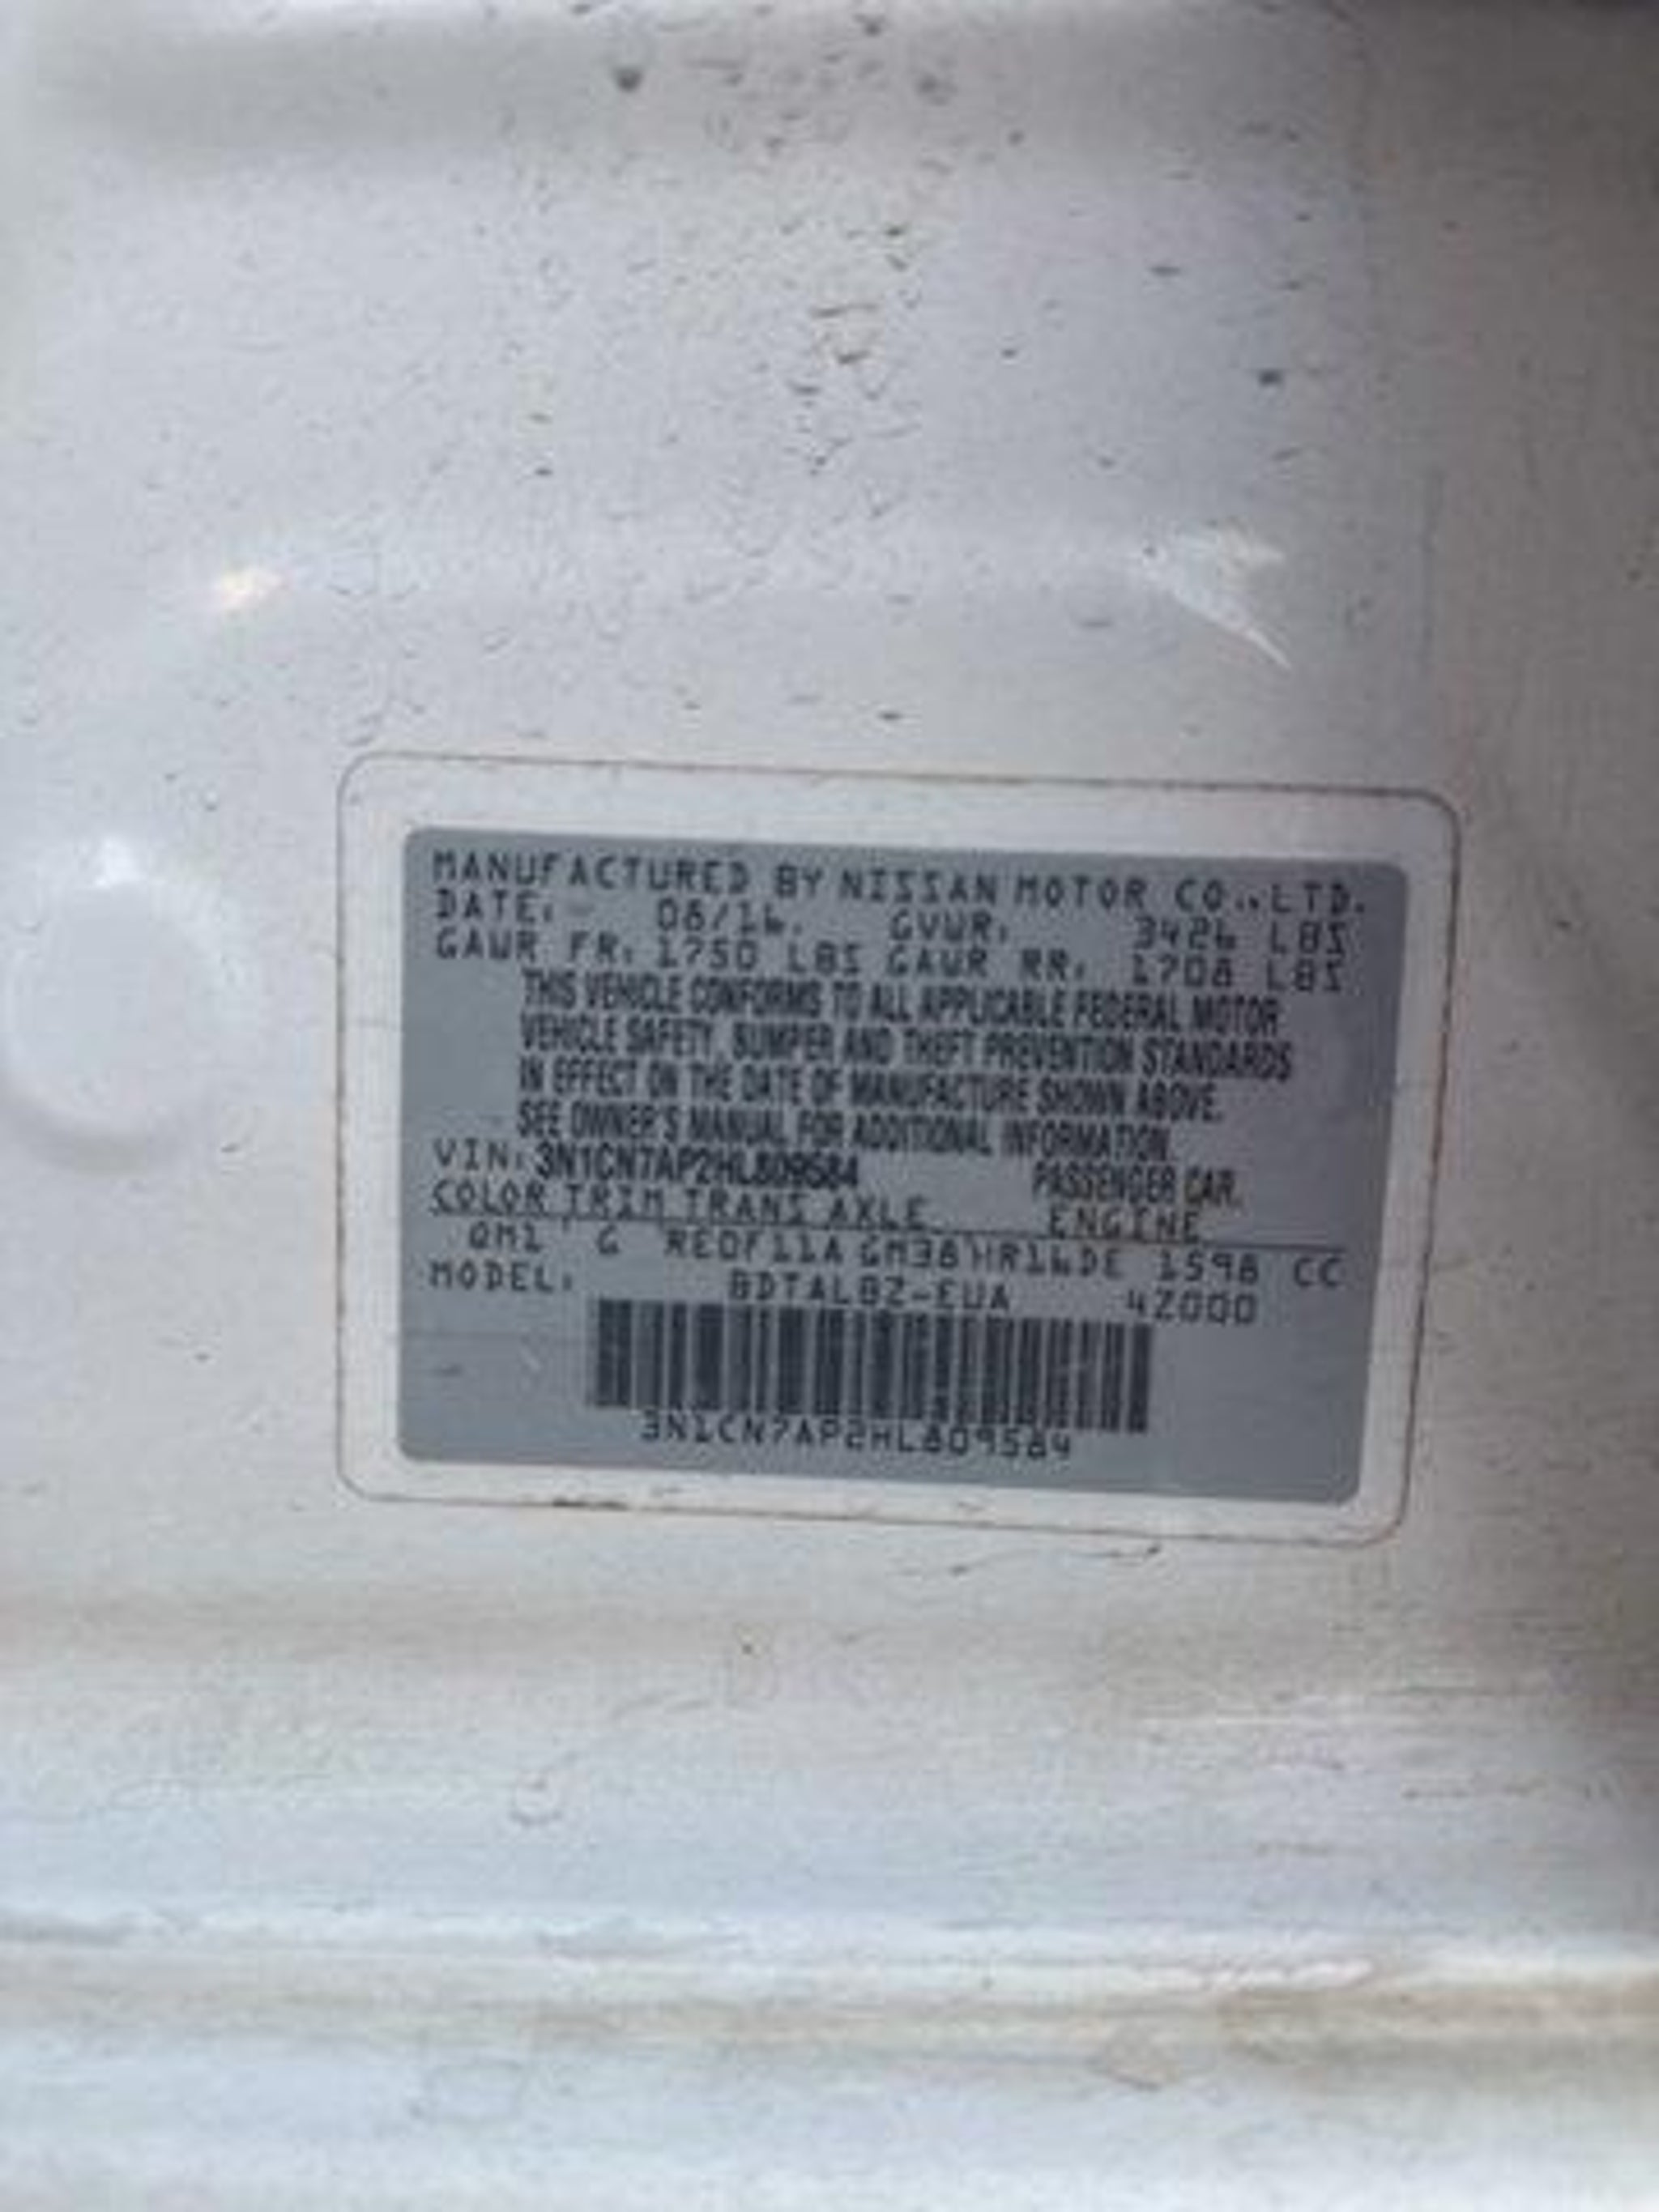 MANUFACTURED BY NISSAN MOTOR CO., LTD.
DATE: 08/16. GVWR: 3426 LBS
GAWR FR: 1750 LBS GAWR RR: 1708 LBS
THIS VEHICLE CONFORMS TO ALL APPLICABLE FEDERAL MOTOR
VEHICLE SAFETY, BUMPER AND THEFT PREVENTION STANDARDS
IN EFFECT ON THE DATE OF MANUFACTURE SHOWN ABOVE.
SEE OWNER'S MANUAL FOR ADDITIONAL INFORMATION.
VIN: 3N1CN7AP2HL809584 PASSENGER CAR.
COLOR TRIM TRANS AXLE ENGINE
QM1 G RE0F11A GM38 HR16DE 1598 CC
MODEL: BDTALBZ-EUA 4Z000
3N1CN7AP2HL809584